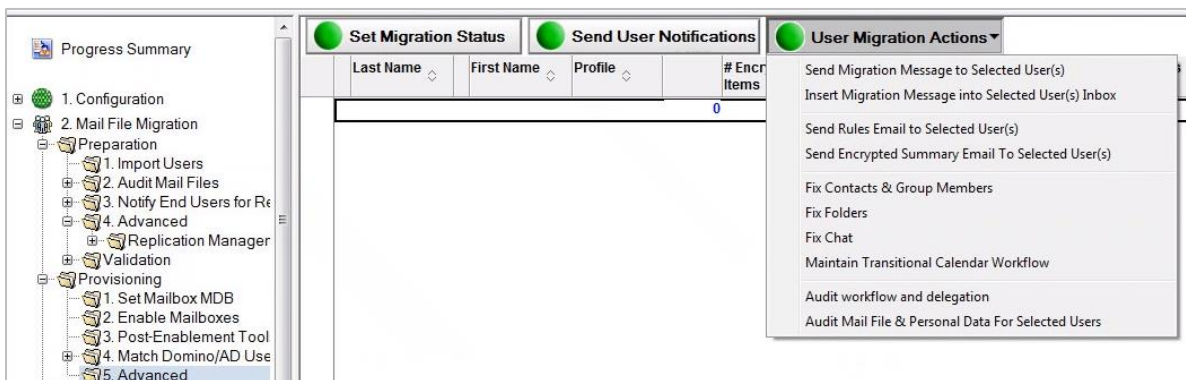 Progress Summary
1. Configuration
2. Mail File Migration
Preparation
1. Import Users
2. Audit Mail Files
3. Notify End Users for Re
4. Advanced
Replication Manager
Validation
Provisioning
1. Set Mailbox MDB
2. Enable Mailboxes
3. Post-Enablement Tool
4. Match Domino/AD Use
5. Advanced
Set Migration Status
Send User Notifications
User Migration Actions
Last Name
First Name
Profile
# Encr
Items
0
Send Migration Message to Selected User(s)
Insert Migration Message into Selected User(s) Inbox
Send Rules Email to Selected User(s)
Send Encrypted Summary Email To Selected User(s)
Fix Contacts & Group Members
Fix Folders
Fix Chat
Maintain Transitional Calendar Workflow
Audit workflow and delegation
Audit Mail File & Personal Data For Selected Users